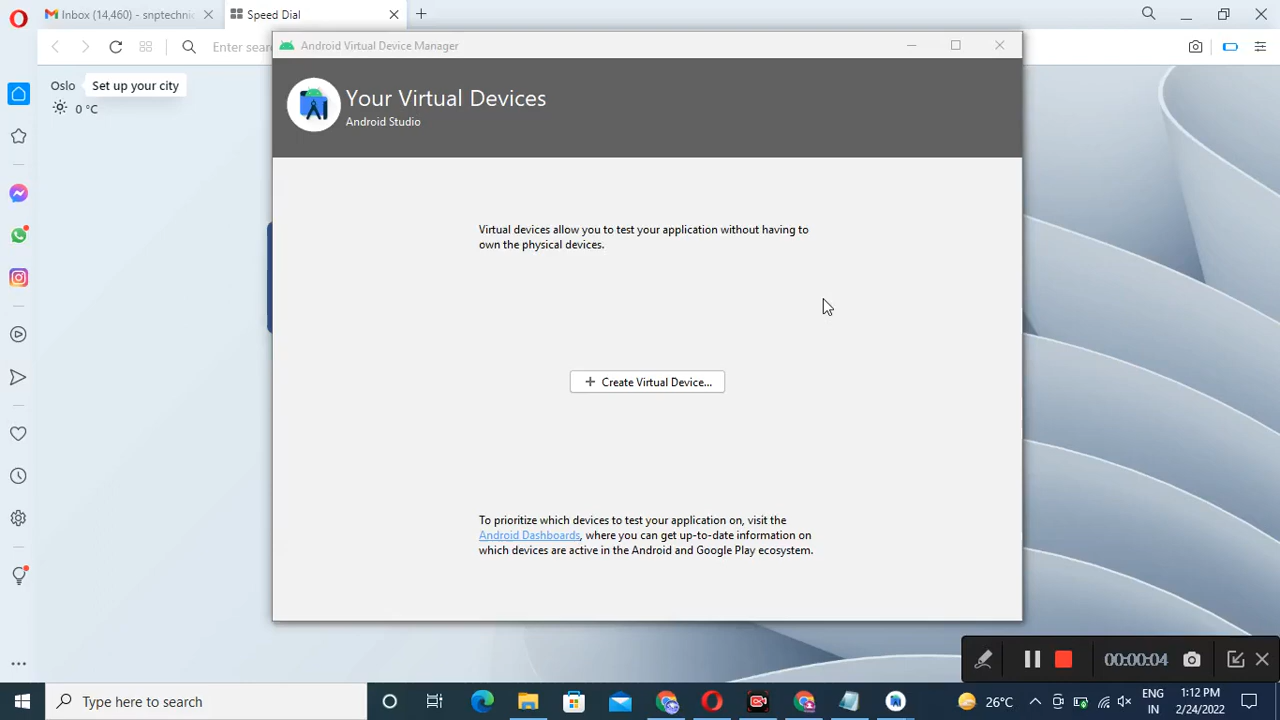 Inbox (14,460) - snptechnic
Speed Dial
Enter sear
Android Virtual Device Manager
Oslo
Set up your city
0 °C
Your Virtual Devices
Android Studio
Virtual devices allow you to test your application without having to
own the physical devices.
Create Virtual Device...
To prioritize which devices to test your application on, visit the
Android Dashboards, where you can get up-to-date information on
which devices are active in the Android and Google Play ecosystem.
00:00:04
Type here to search
26°C
ENG
IN
1:12 PM
2/24/2022